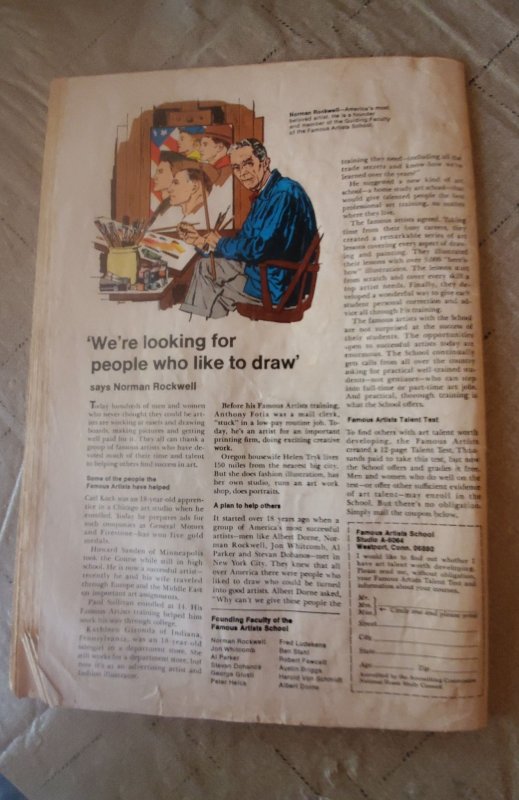 Norman Rockwell—America's most
beloved artist. He is a founder
and member of the Guiding Faculty
of the Famous Artists School.
'We're looking for
people who like to draw'
says Norman Rockwell
Today hundreds of men and women
who never thought they could be art-
ists are working at easels and drawing
boards, making pictures and getting
well paid for it. They all can thank a
group of famous artists who have de-
voted much of their time and talent
to helping others find success in art.
Some of the people the
Famous Artists have helped
Carl Kock was an 18-year-old appren-
tice in a Chicago art studio when he
enrolled. Today he prepares ads for
such companies as General Motors
and Firestone—has won five gold
medals.
Howard Sanden of Minneapolis
took the Course while still in high
school. He is now a successful artist—
recently he and his wife traveled
through Europe and the Middle East
on important art assignments.
Paul Sullivan enrolled at 14. His
Famous Artists training helped him
work his way through college.
Kathryn Gironda of Indiana,
Pennsylvania, was an 18-year-old
salesgirl in a department store. She
still works for a department store, but
now it's as an advertising artist and
fashion illustrator.
Before his Famous Artists training,
Anthony Fotia was a mail clerk,
"stuck" in a low-pay routine job. To-
day, he's an artist for an important
printing firm, doing exciting creative
work.
Oregon housewife Helen Tryk lives
150 miles from the nearest big city.
But she does fashion illustration, has
her own studio, runs an art work
shop, does portraits.
A plan to help others
It started over 18 years ago when a
group of America's most successful
artists—men like Albert Dorne, Nor-
man Rockwell, Jon Whitcomb, Al
Parker and Stevan Dohanos—met in
New York City. They knew that all
over America there were people who
liked to draw who could be turned
into good artists. Albert Dorne asked,
"Why can't we give these people the
Founding Faculty of the
Famous Artists School
Norman Rockwell
Jon Whitcomb
Al Parker
Stevan Dohanos
George Giusti
Peter Helck
Fred Ludekens
Ben Stahl
Robert Fawcett
Austin Briggs
Harold Von Schmidt
Albert Dorne
training they need—including all the
trade secrets and know-how we've
learned over the years?"
He suggested a new kind of art
school—a home study art school—that
would give talented people the best
professional art training, no matter
where they live.
The famous artists agreed. Taking
time from their busy careers, they
created a remarkable series of art
lessons covering every aspect of draw-
ing and painting. They illustrated
their lessons with over 5,000 "here's
how" illustrations. The lessons start
from scratch and cover every skill a
top artist needs. Finally, they de-
veloped a wonderful way to give each
student personal correction and ad-
vice all through his training.
The famous artists with the School
are not surprised at the success of
their students. The opportunities
open to successful artists today are
enormous. The School continually
gets calls from all over the country
asking for practical well-trained stu-
dents—not geniuses—who can step
into full-time or part-time art jobs.
And practical, thorough training is
what the School offers.
Famous Artists Talent Test
To find others with art talent worth
developing, the Famous Artists
created a 12-page Talent Test. Thou-
sands paid to take this test, but now
the School offers and grades it free.
Men and women who do well on the
test—or offer other sufficient evidence
of art talent—may enroll in the
School. But there's no obligation.
Simply mail the coupon below.
Famous Artists School
Studio A-6064
Westport, Conn. 06880
I would like to find out whether I
have art talent worth developing.
Please send me, without obligation,
your Famous Artists Talent Test and
information about your courses.
Mr.
Mrs.
Miss Circle one and please print
Street
City
State
Age Zip
Accredited by the Accrediting Commission
National Home Study Council